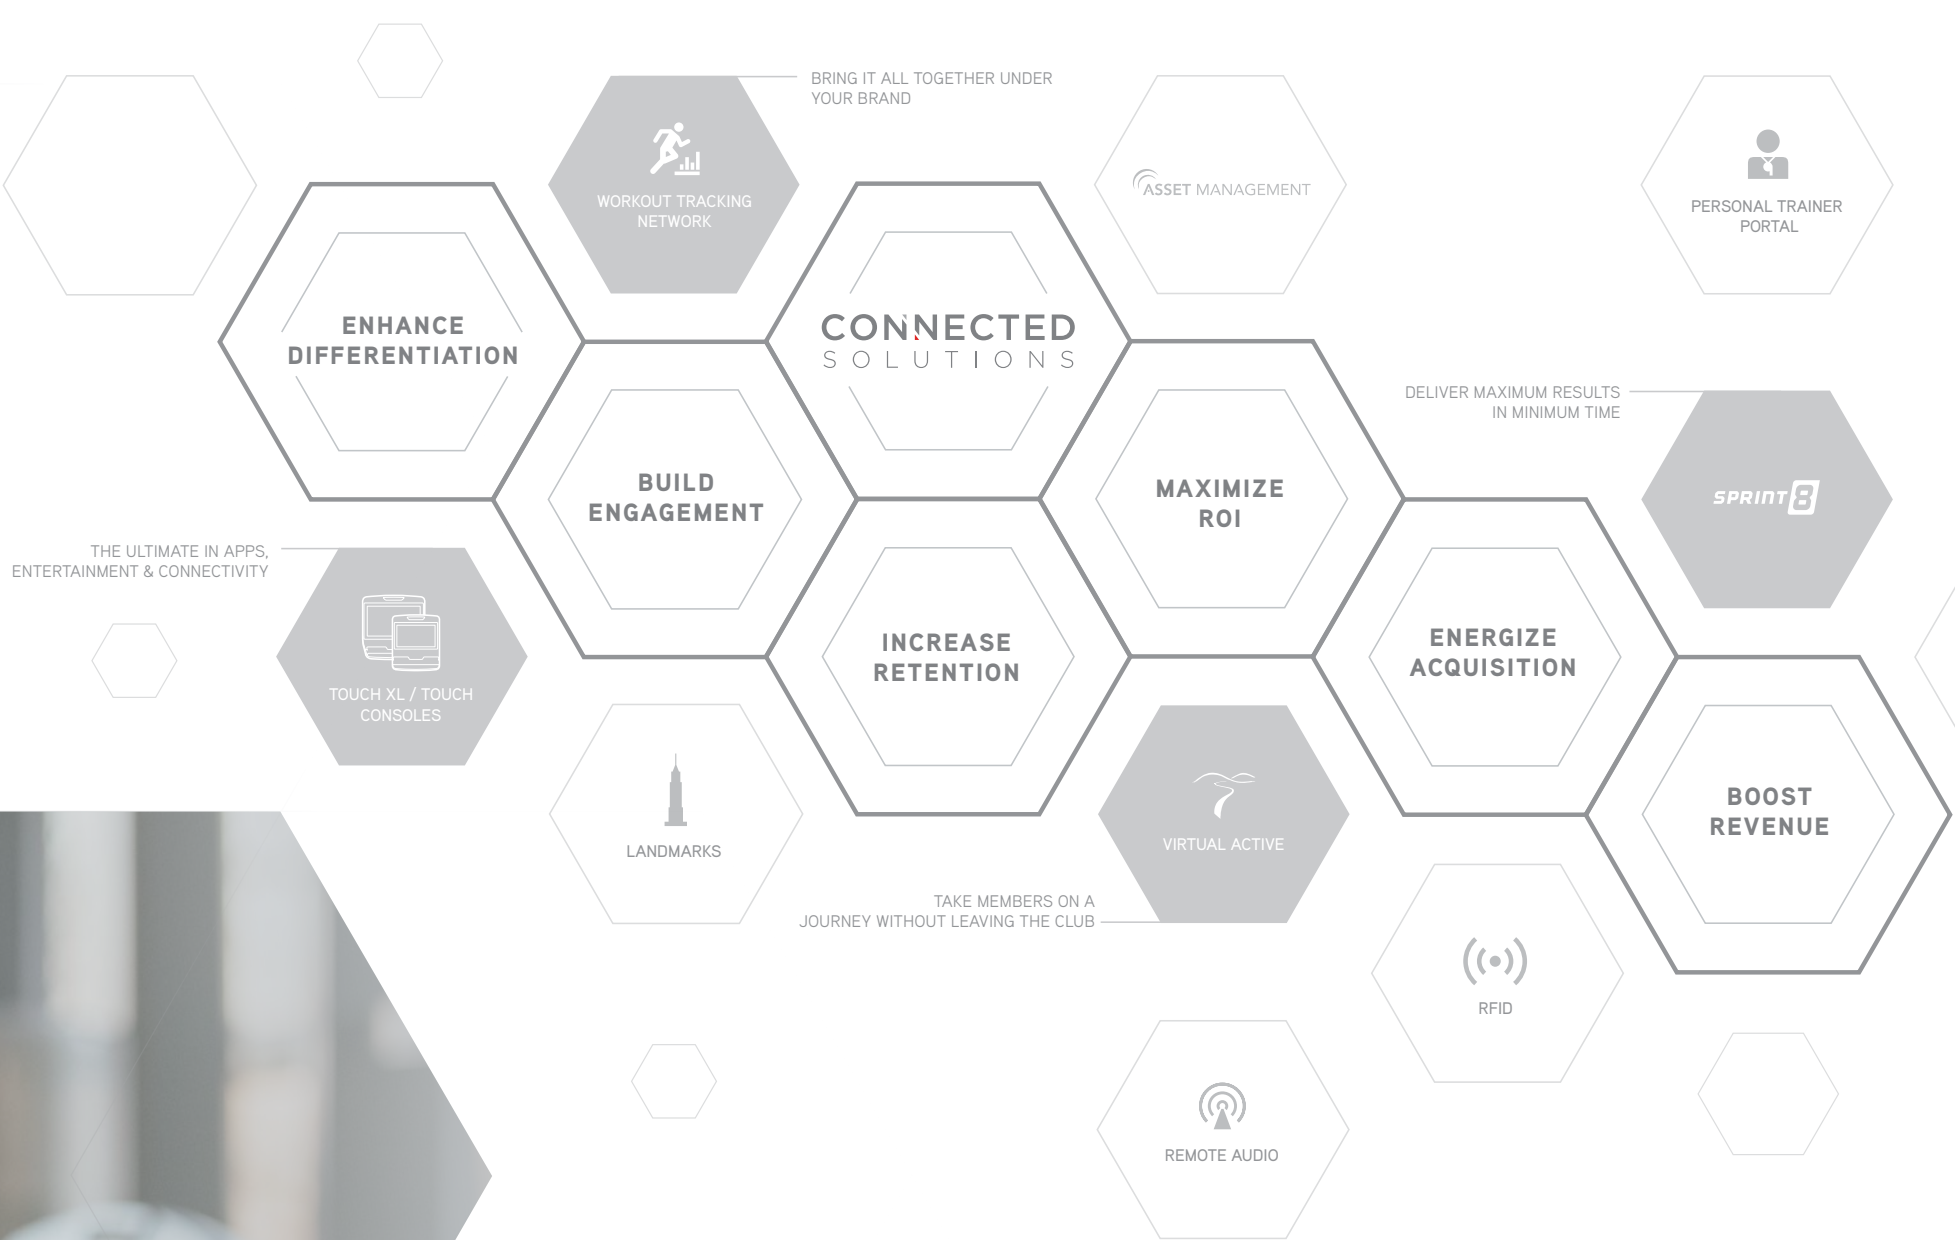 BRING IT ALL TOGETHER UNDER
YOUR BRAND
WORKOUT TRACKING
NETWORK
ASSET MANAGEMENT
PERSONAL TRAINER
PORTAL
ENHANCE
DIFFERENTIATION
CONNECTED
SOLUTIONS
DELIVER MAXIMUM RESULTS
IN MINIMUM TIME
BUILD
ENGAGEMENT
MAXIMIZE
ROI
SPRINT 8
THE ULTIMATE IN APPS,
ENTERTAINMENT & CONNECTIVITY
INCREASE
RETENTION
ENERGIZE
ACQUISITION
TOUCH XL / TOUCH
CONSOLES
BOOST
REVENUE
LANDMARKS
VIRTUAL ACTIVE
TAKE MEMBERS ON A
JOURNEY WITHOUT LEAVING THE CLUB
RFID
REMOTE AUDIO